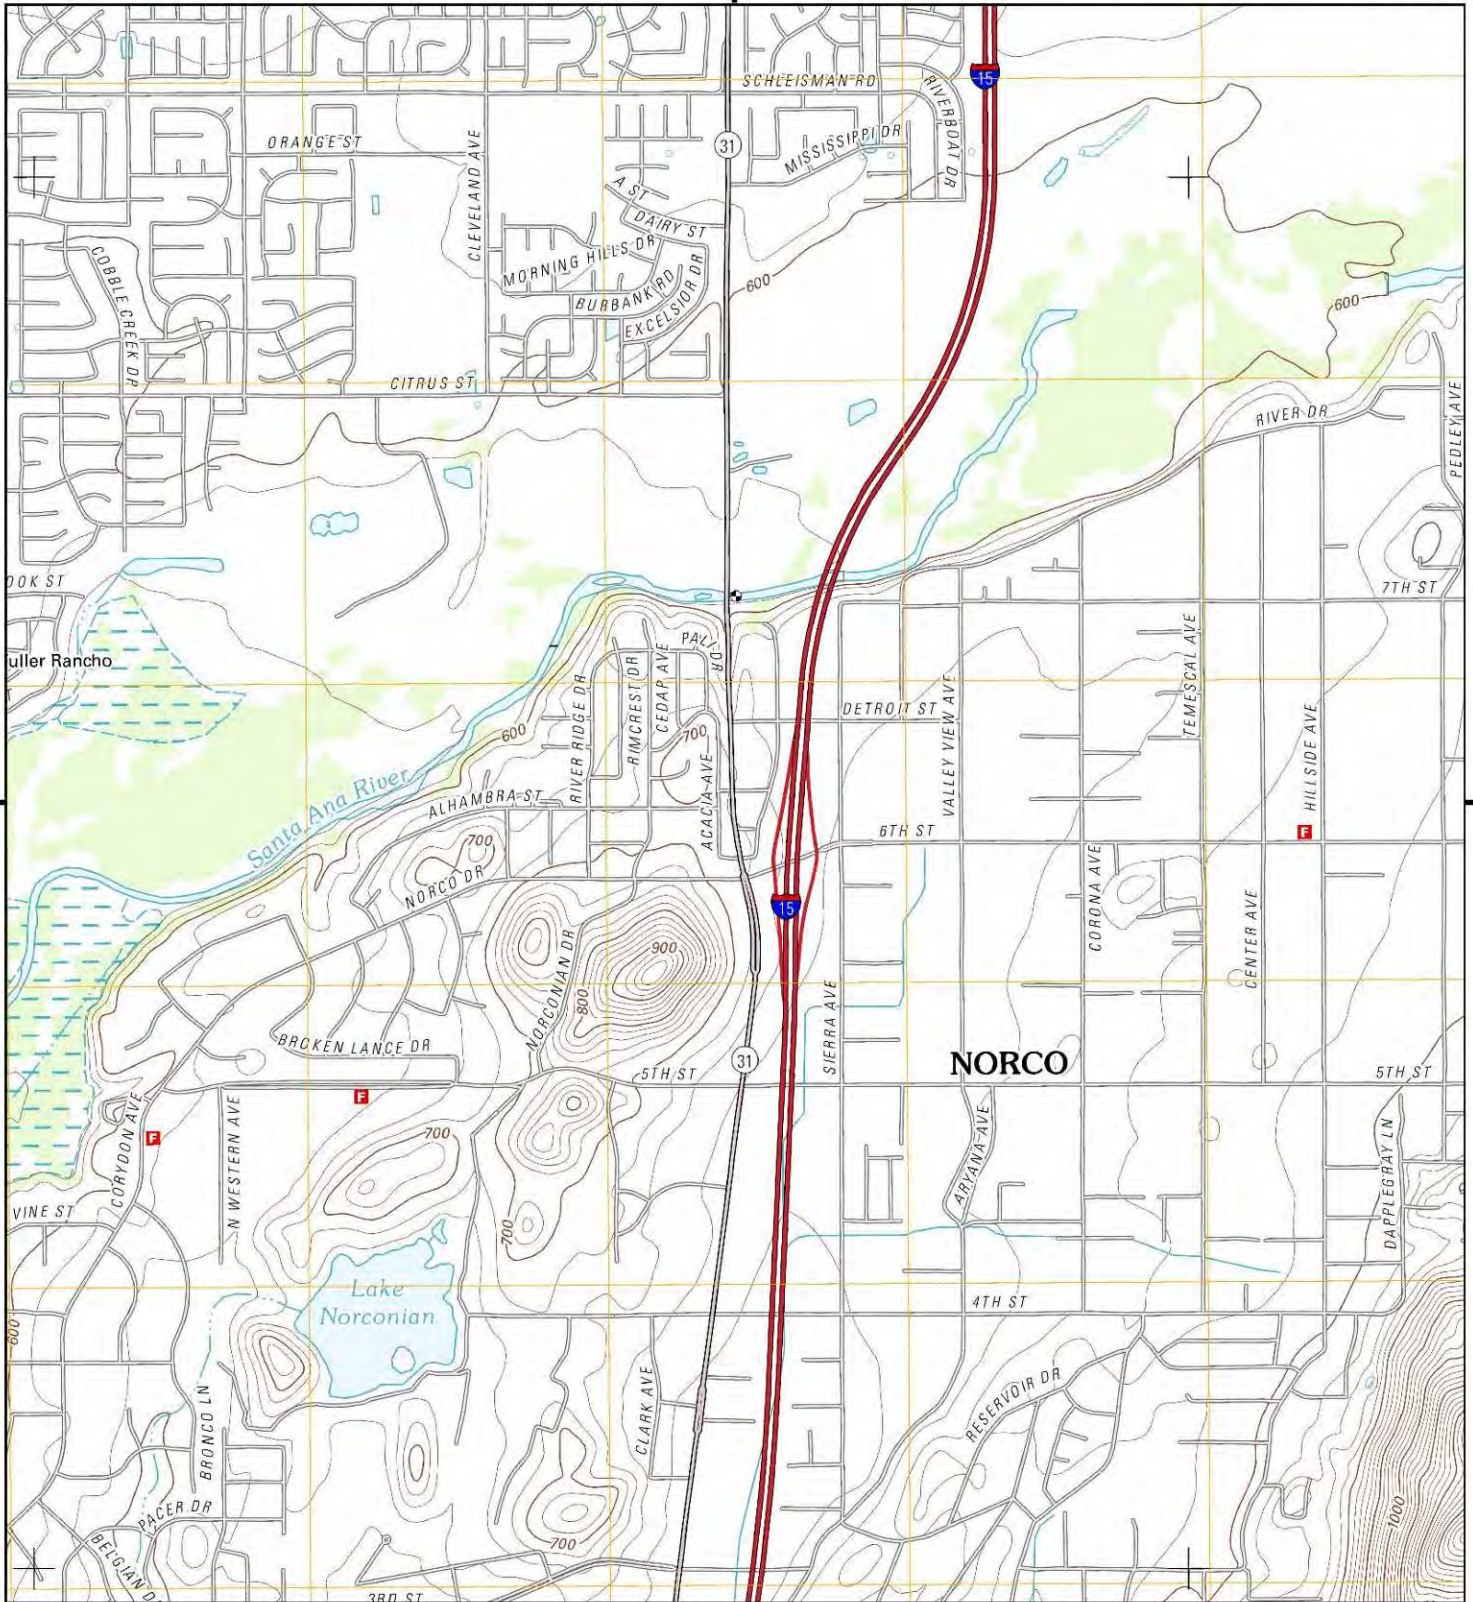 SCHLEISMAN RD
15
RIVERBOAT DR
ORANGE ST
CLEVELAND AVE
31
MISSISSIPPI DR
A ST
DAIRY ST
MORNING HILLS DR
COBBLE CREEK DR
BURBANK RD
EXCELSIOR DR
600
600
CITRUS ST
RIVER DR
PEDLEY AVE
OOK ST
7TH ST
uller Rancho
PALI DR
CEDAR AVE
RIMCREST DR
RIVER RIDGE DR
TEMESCAL AVE
VALLEY VIEW AVE
DETROIT ST
HILLSIDE AVE
600
700
ACACIA AVE
Santa Ana River
ALHAMBRA ST
6TH ST
F
700
NORCO DR
CORONA AVE
15
CENTER AVE
900
NORCONIAN DR
800
SIERRA AVE
BROKEN LANCE DR
31
NORCO
5TH ST
5TH ST
F
CORYDON AVE
N WESTERN AVE
F
700
ARYANA AVE
DAPPLEGRAY LN
VINE ST
700
Lake
Norconian
4TH ST
600
CLARK AVE
RESERVOIR DR
BRONCO LN
PACER DR
1000
BELGIAN D
700
3RD ST